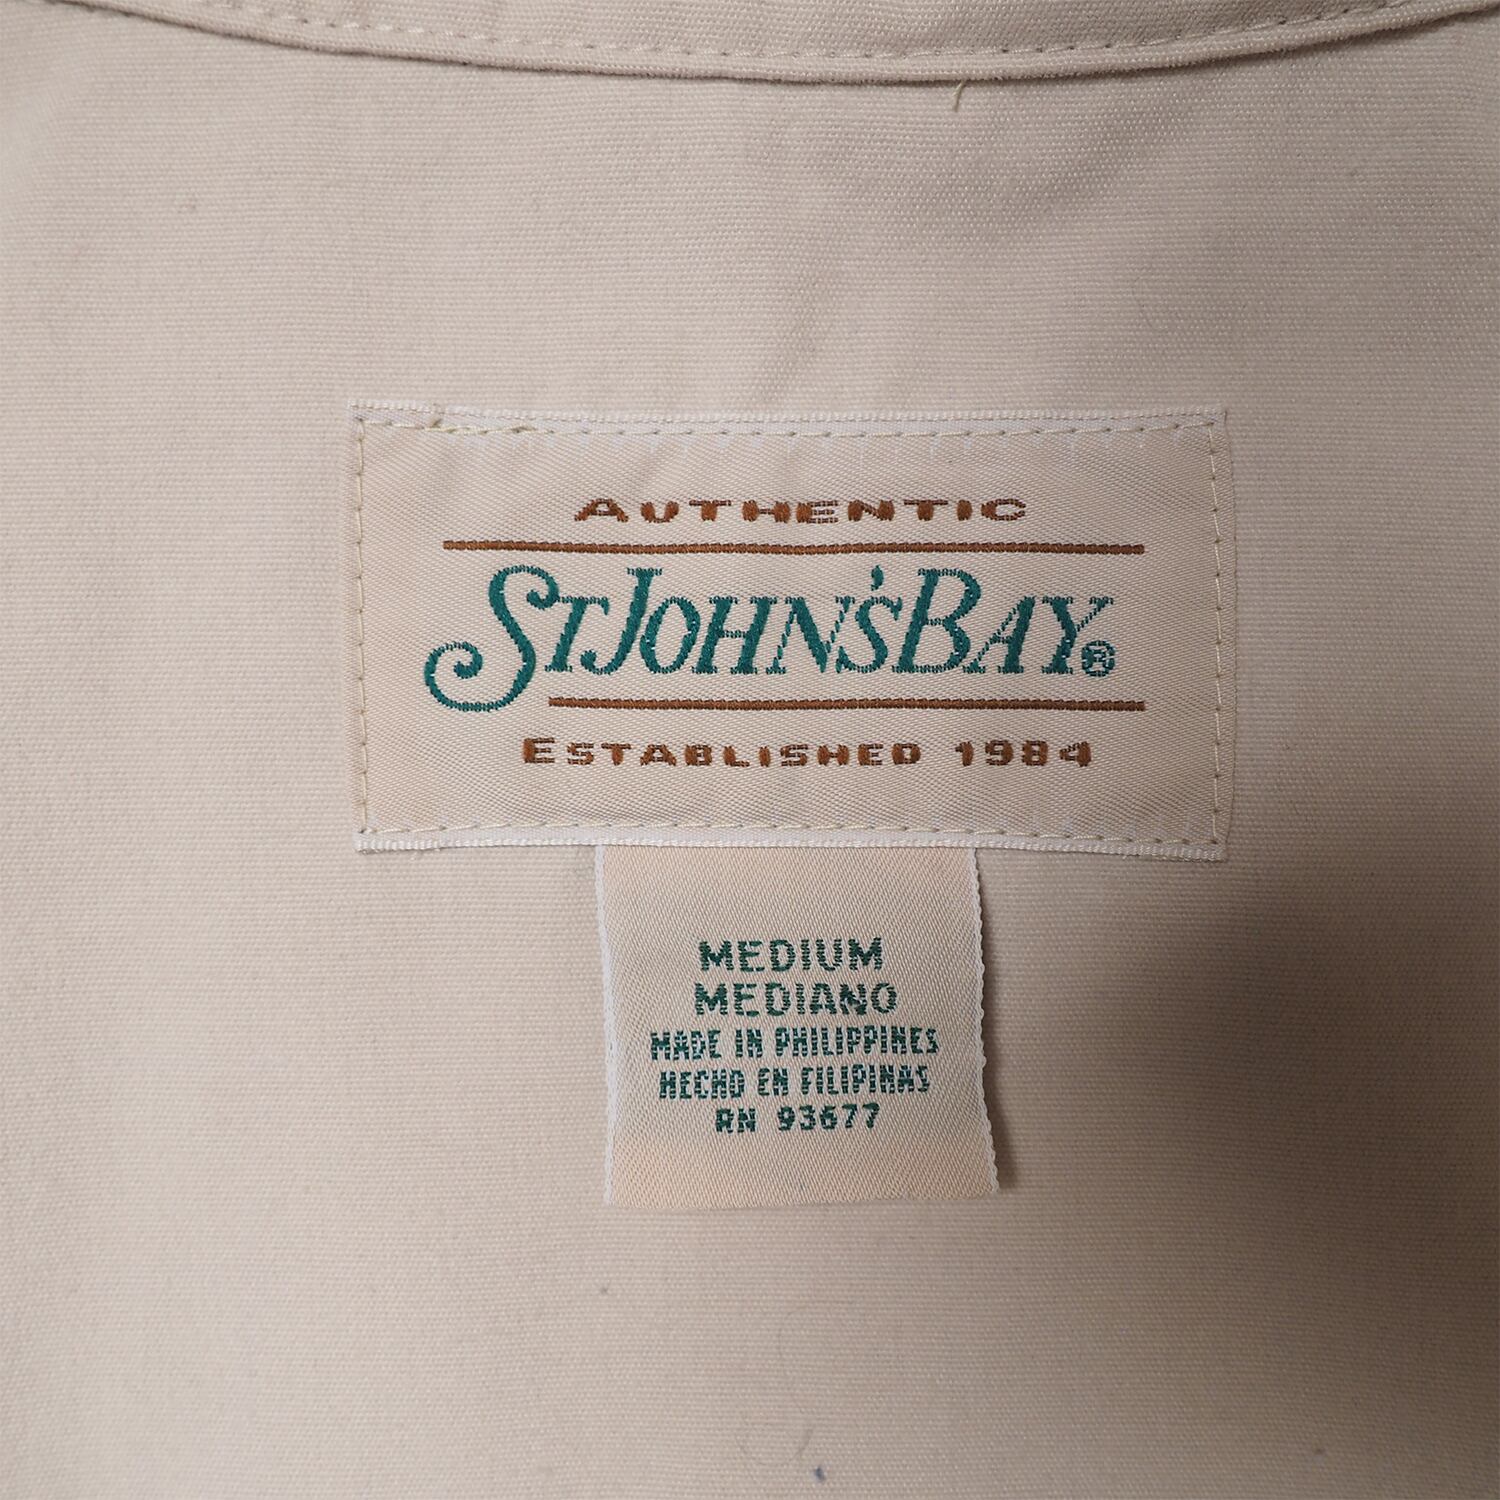 AUTHENTIC
ST JOHN'S BAY®
ESTABLISHED 1984
MEDIUM
MEDIANO
MADE IN PHILIPPINES
HECHO EN FILIPINAS
RN 93677